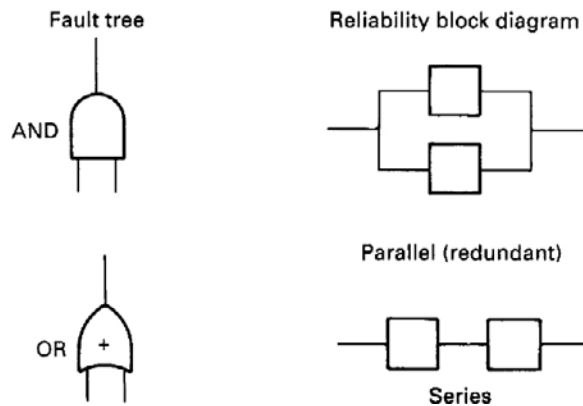 Fault tree
Reliability block diagram
AND
Parallel (redundant)
OR
+
Series